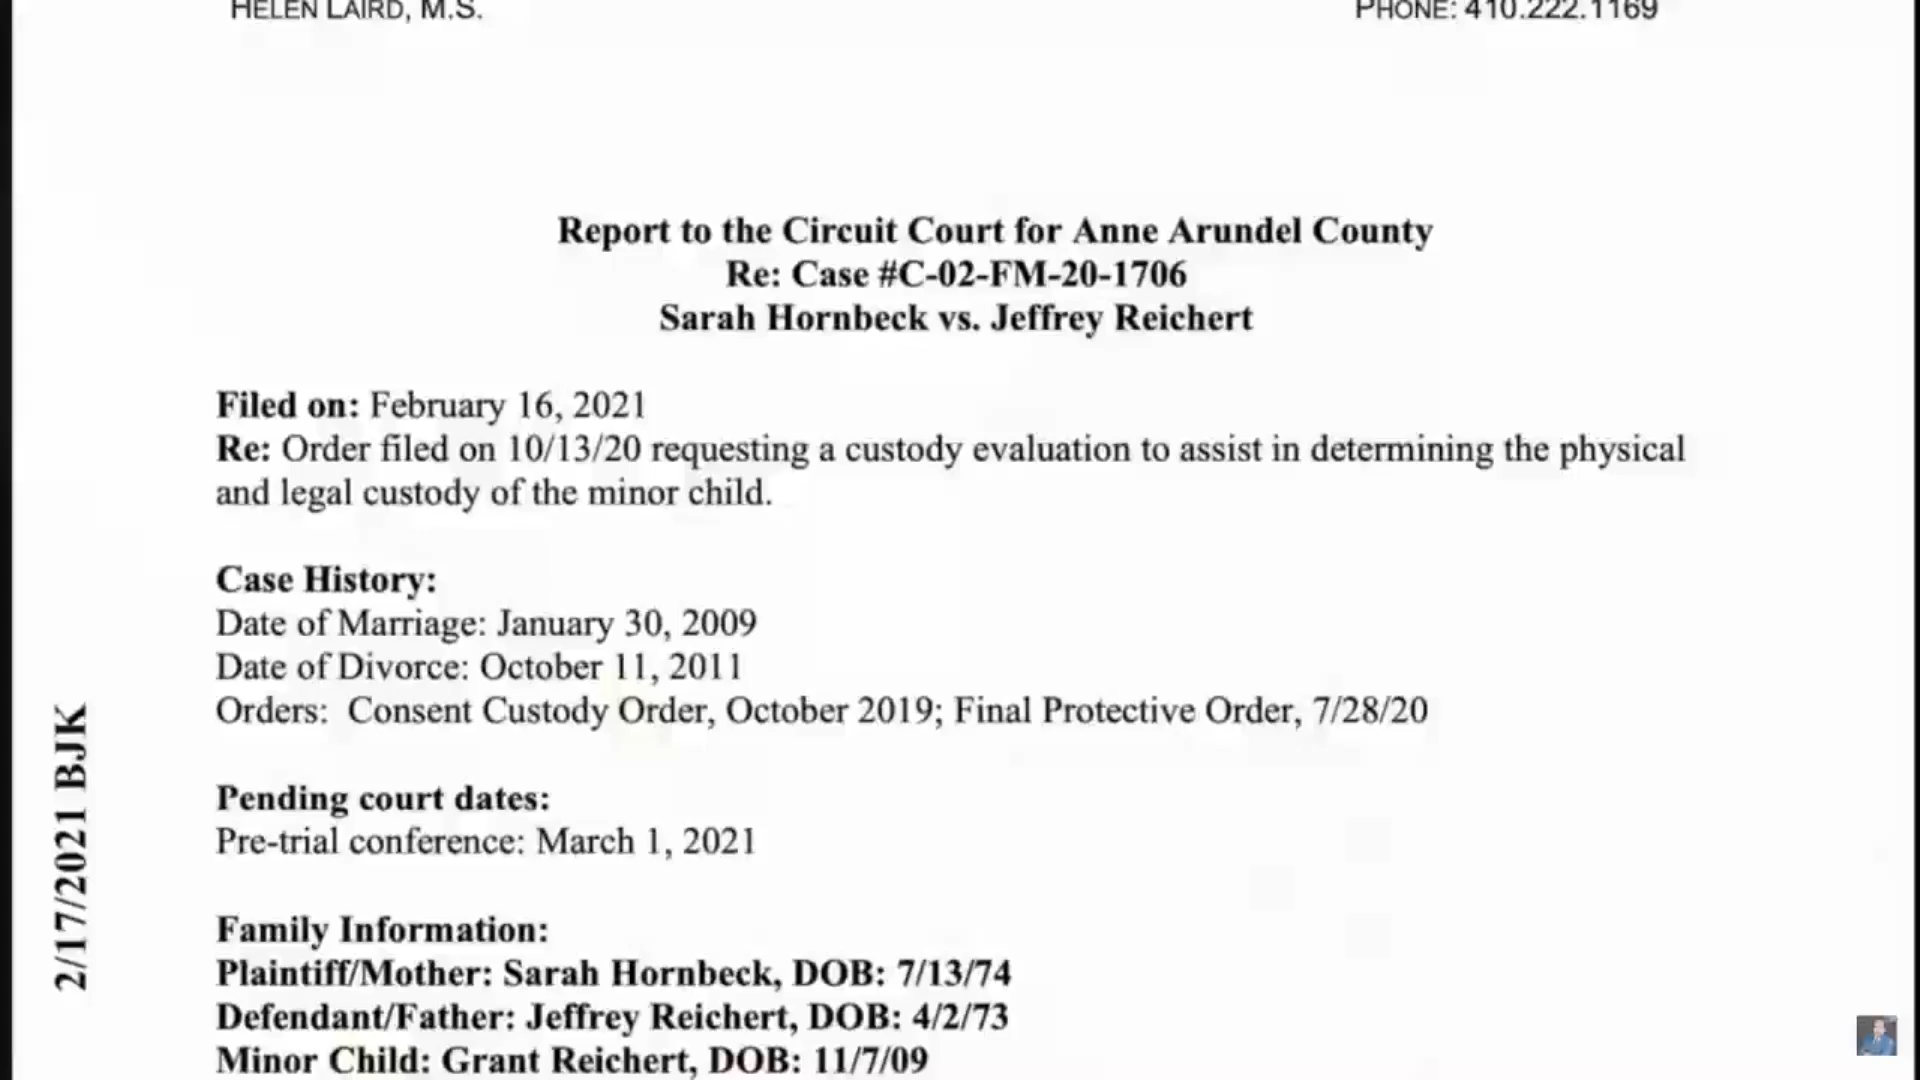 HELEN LAIRD, M.S.
PHONE: 410.222.1169
Report to the Circuit Court for Anne Arundel County
Re: Case #C-02-FM-20-1706
Sarah Hornbeck vs. Jeffrey Reichert
Filed on: February 16, 2021
Re: Order filed on 10/13/20 requesting a custody evaluation to assist in determining the physical
and legal custody of the minor child.
Case History:
Date of Marriage: January 30, 2009
Date of Divorce: October 11, 2011
Orders:  Consent Custody Order, October 2019; Final Protective Order, 7/28/20
Pending court dates:
Pre-trial conference: March 1, 2021
Family Information:
Plaintiff/Mother: Sarah Hornbeck, DOB: 7/13/74
Defendant/Father: Jeffrey Reichert, DOB: 4/2/73
Minor Child: Grant Reichert, DOB: 11/7/09
2/17/2021 BJK